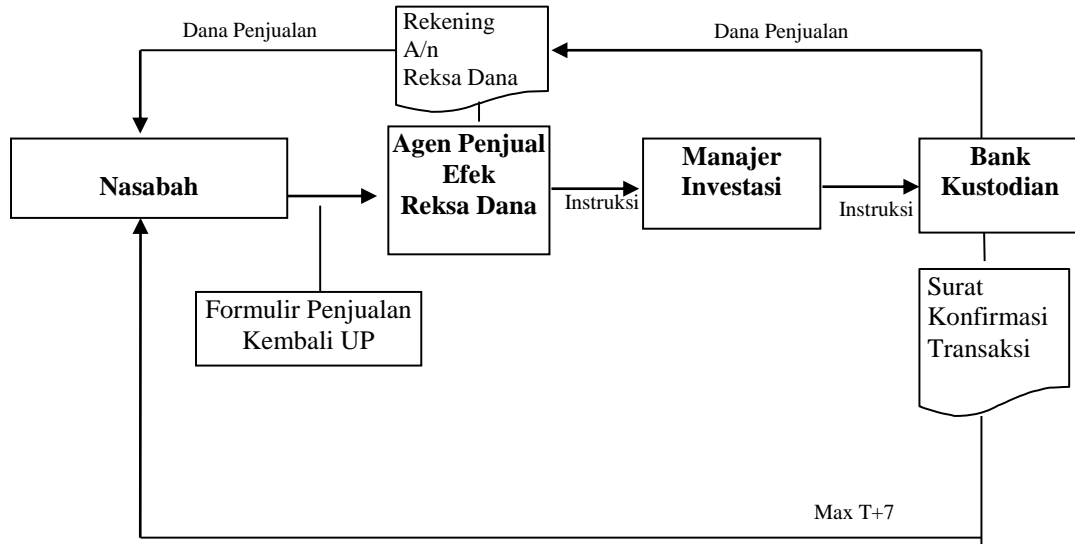 Dana Penjualan
Rekening
A/n
Reksa Dana
Dana Penjualan
Nasabah
Agen Penjual
Efek
Reksa Dana
Instruksi
Manajer
Investasi
Instruksi
Bank
Kustodian
Formulir Penjualan
Kembali UP
Surat
Konfirmasi
Transaksi
Max T+7